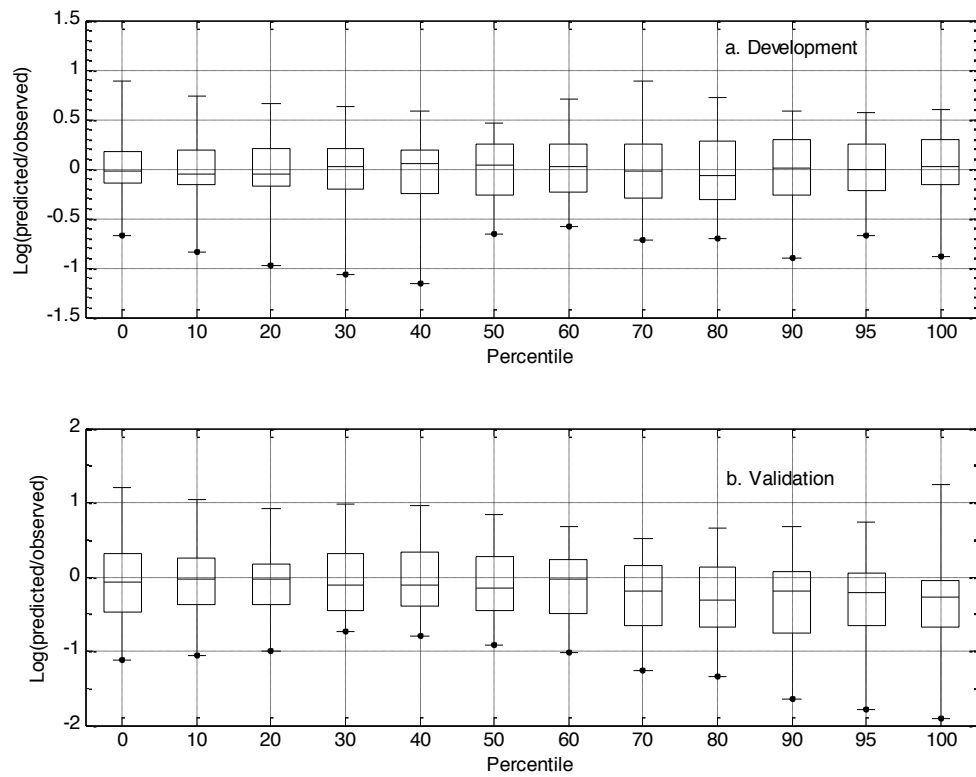 1.5
a. Development
1
0.5
0
-0.5
-1
-1.5
Log(predicted/observed)
0 10 20 30 40 50 60 70 80 90 95 100
Percentile
2
b. Validation
1
0
-1
-2
Log(predicted/observed)
0 10 20 30 40 50 60 70 80 90 95 100
Percentile